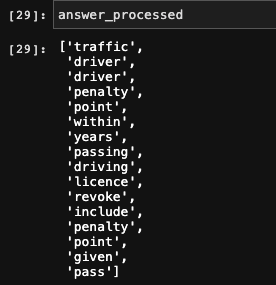 [29]: answer_processed
[29]: ['traffic',
'driver',
'driver',
'penalty',
'point',
'within',
'years',
'passing',
'driving',
'licence',
'revoke',
'include',
'penalty',
'point',
'given',
'pass']